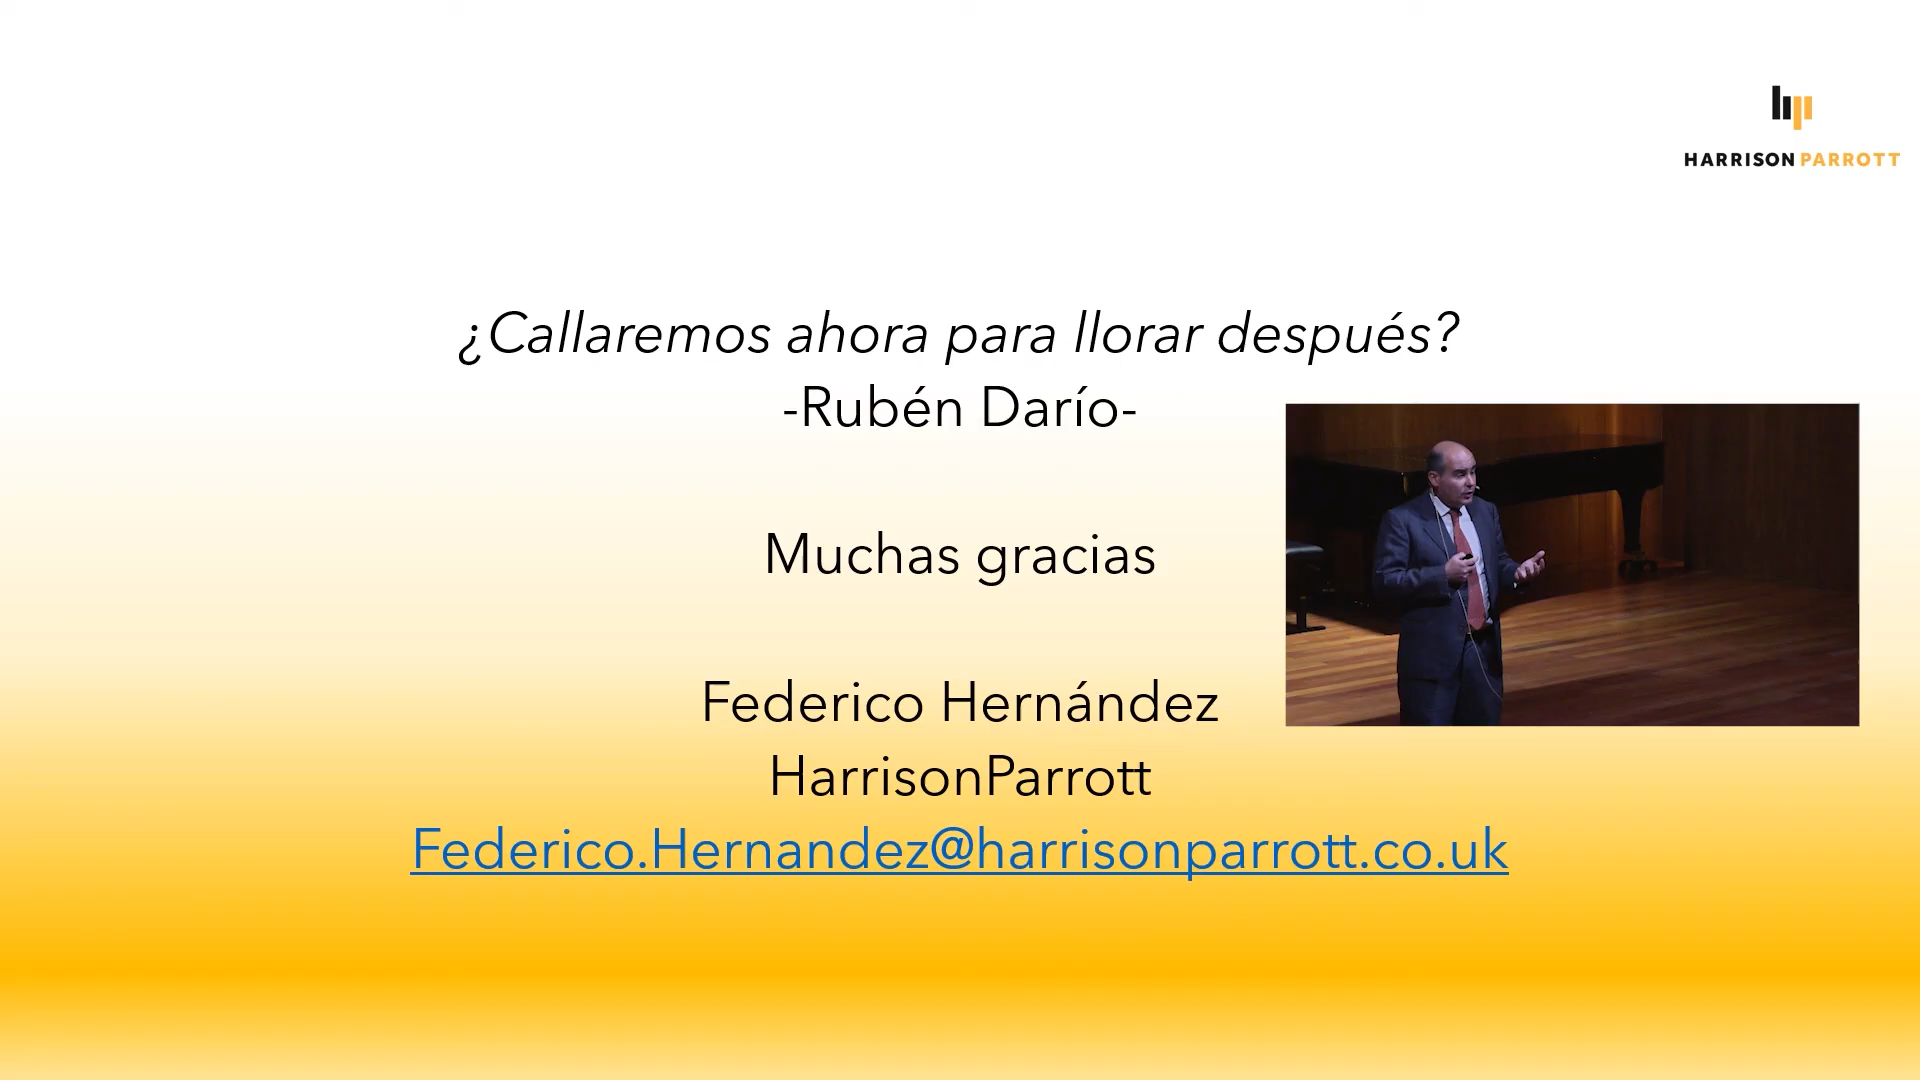 HARRISON PARROTT
¿Callaremos ahora para llorar después?
-Rubén Darío-
Muchas gracias
Federico Hernández
HarrisonParrott
Federico.Hernandez@harrisonparrott.co.uk